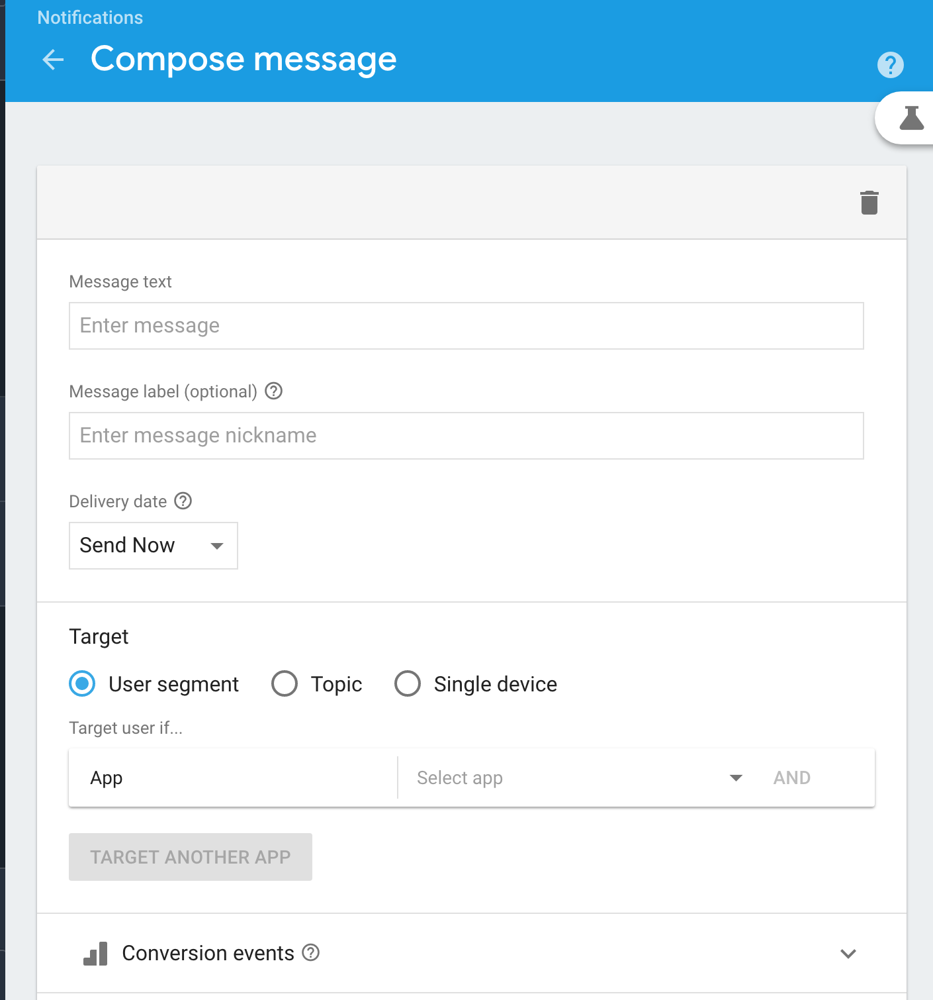 Notifications
Compose message
Message text
Enter message
Message label (optional)
Enter message nickname
Delivery date
Send Now
Target
User segment Topic Single device
Target user if...
App Select app AND
TARGET ANOTHER APP
Conversion events